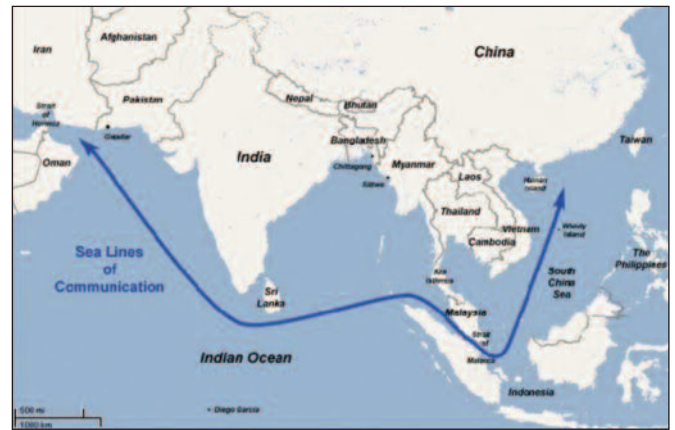 Iran
Afghanistan
China
Pakistan
Nepal
Bhutan
Strait
of
Hormuz
Gwadar
Taiwan
Bangladesh
Oman
India
Chittagong
Myanmar
Laos
Hainan
Island
Sittwe
Thailand
Vietnam
Woody
Island
Cambodia
The
Philippines
Sea Lines
of
Communication
Kra
Isthmus
South
China
Sea
Sri
Lanka
Malaysia
Strait
of
Malacca
Indian Ocean
Indonesia
Diego Garcia
500 mi
1000 km